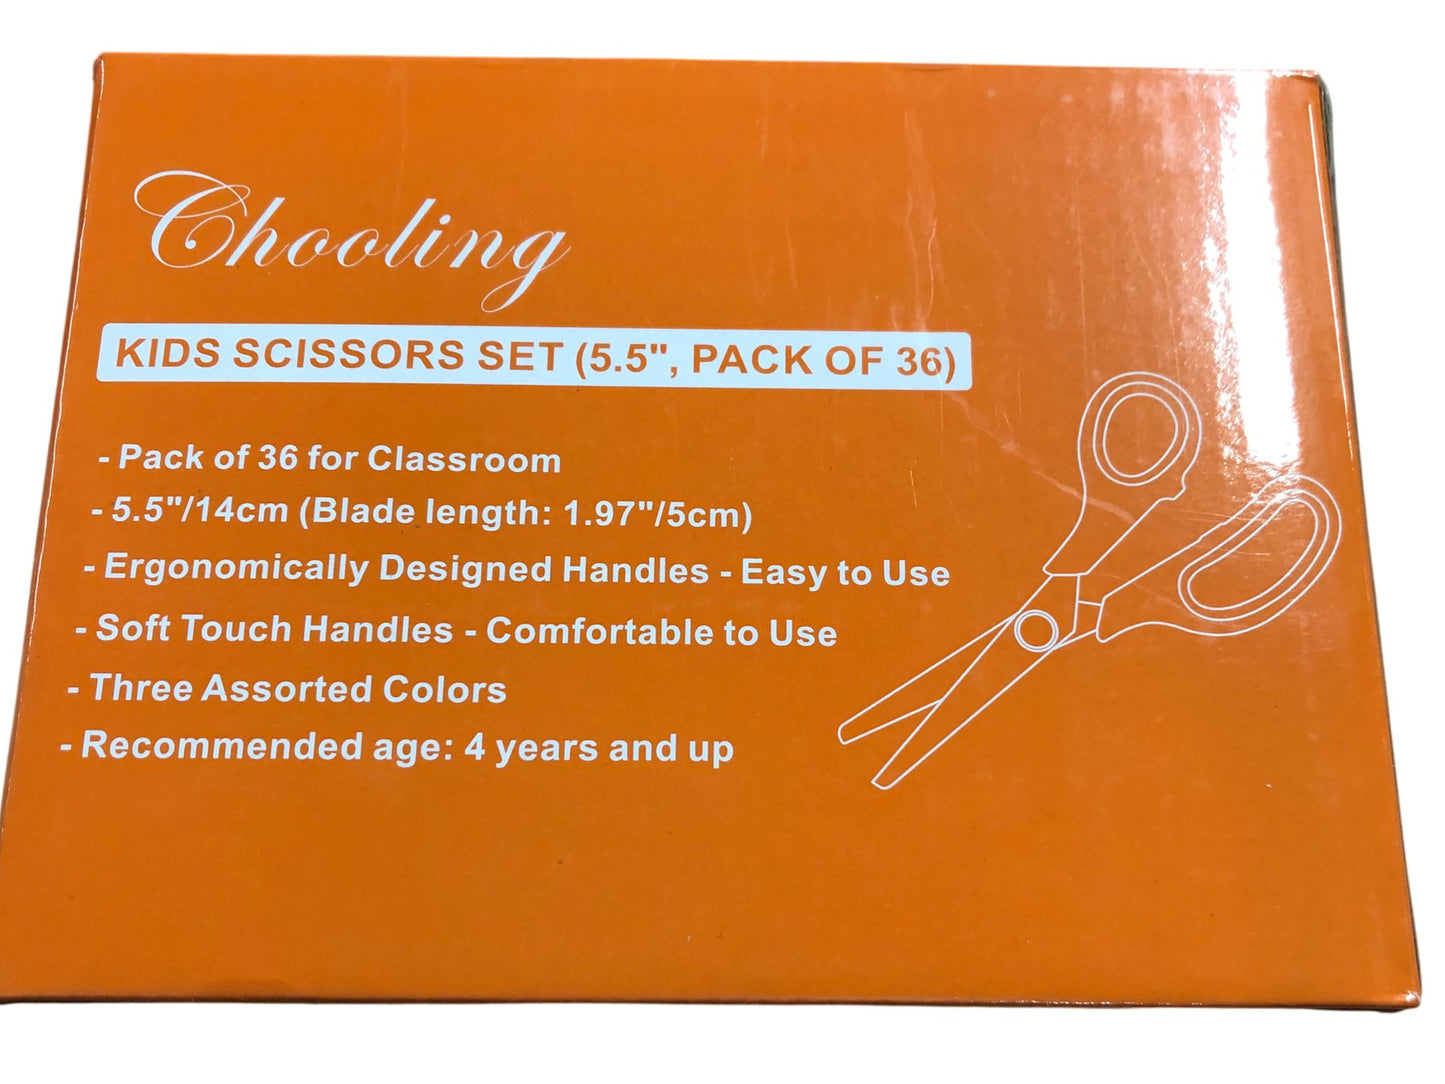 Chooling
KIDS SCISSORS SET (5.5", PACK OF 36)
- Pack of 36 for Classroom
- 5.5"/14cm (Blade length: 1.97"/5cm)
- Ergonomically Designed Handles - Easy to Use
- Soft Touch Handles - Comfortable to Use
- Three Assorted Colors
- Recommended age: 4 years and up